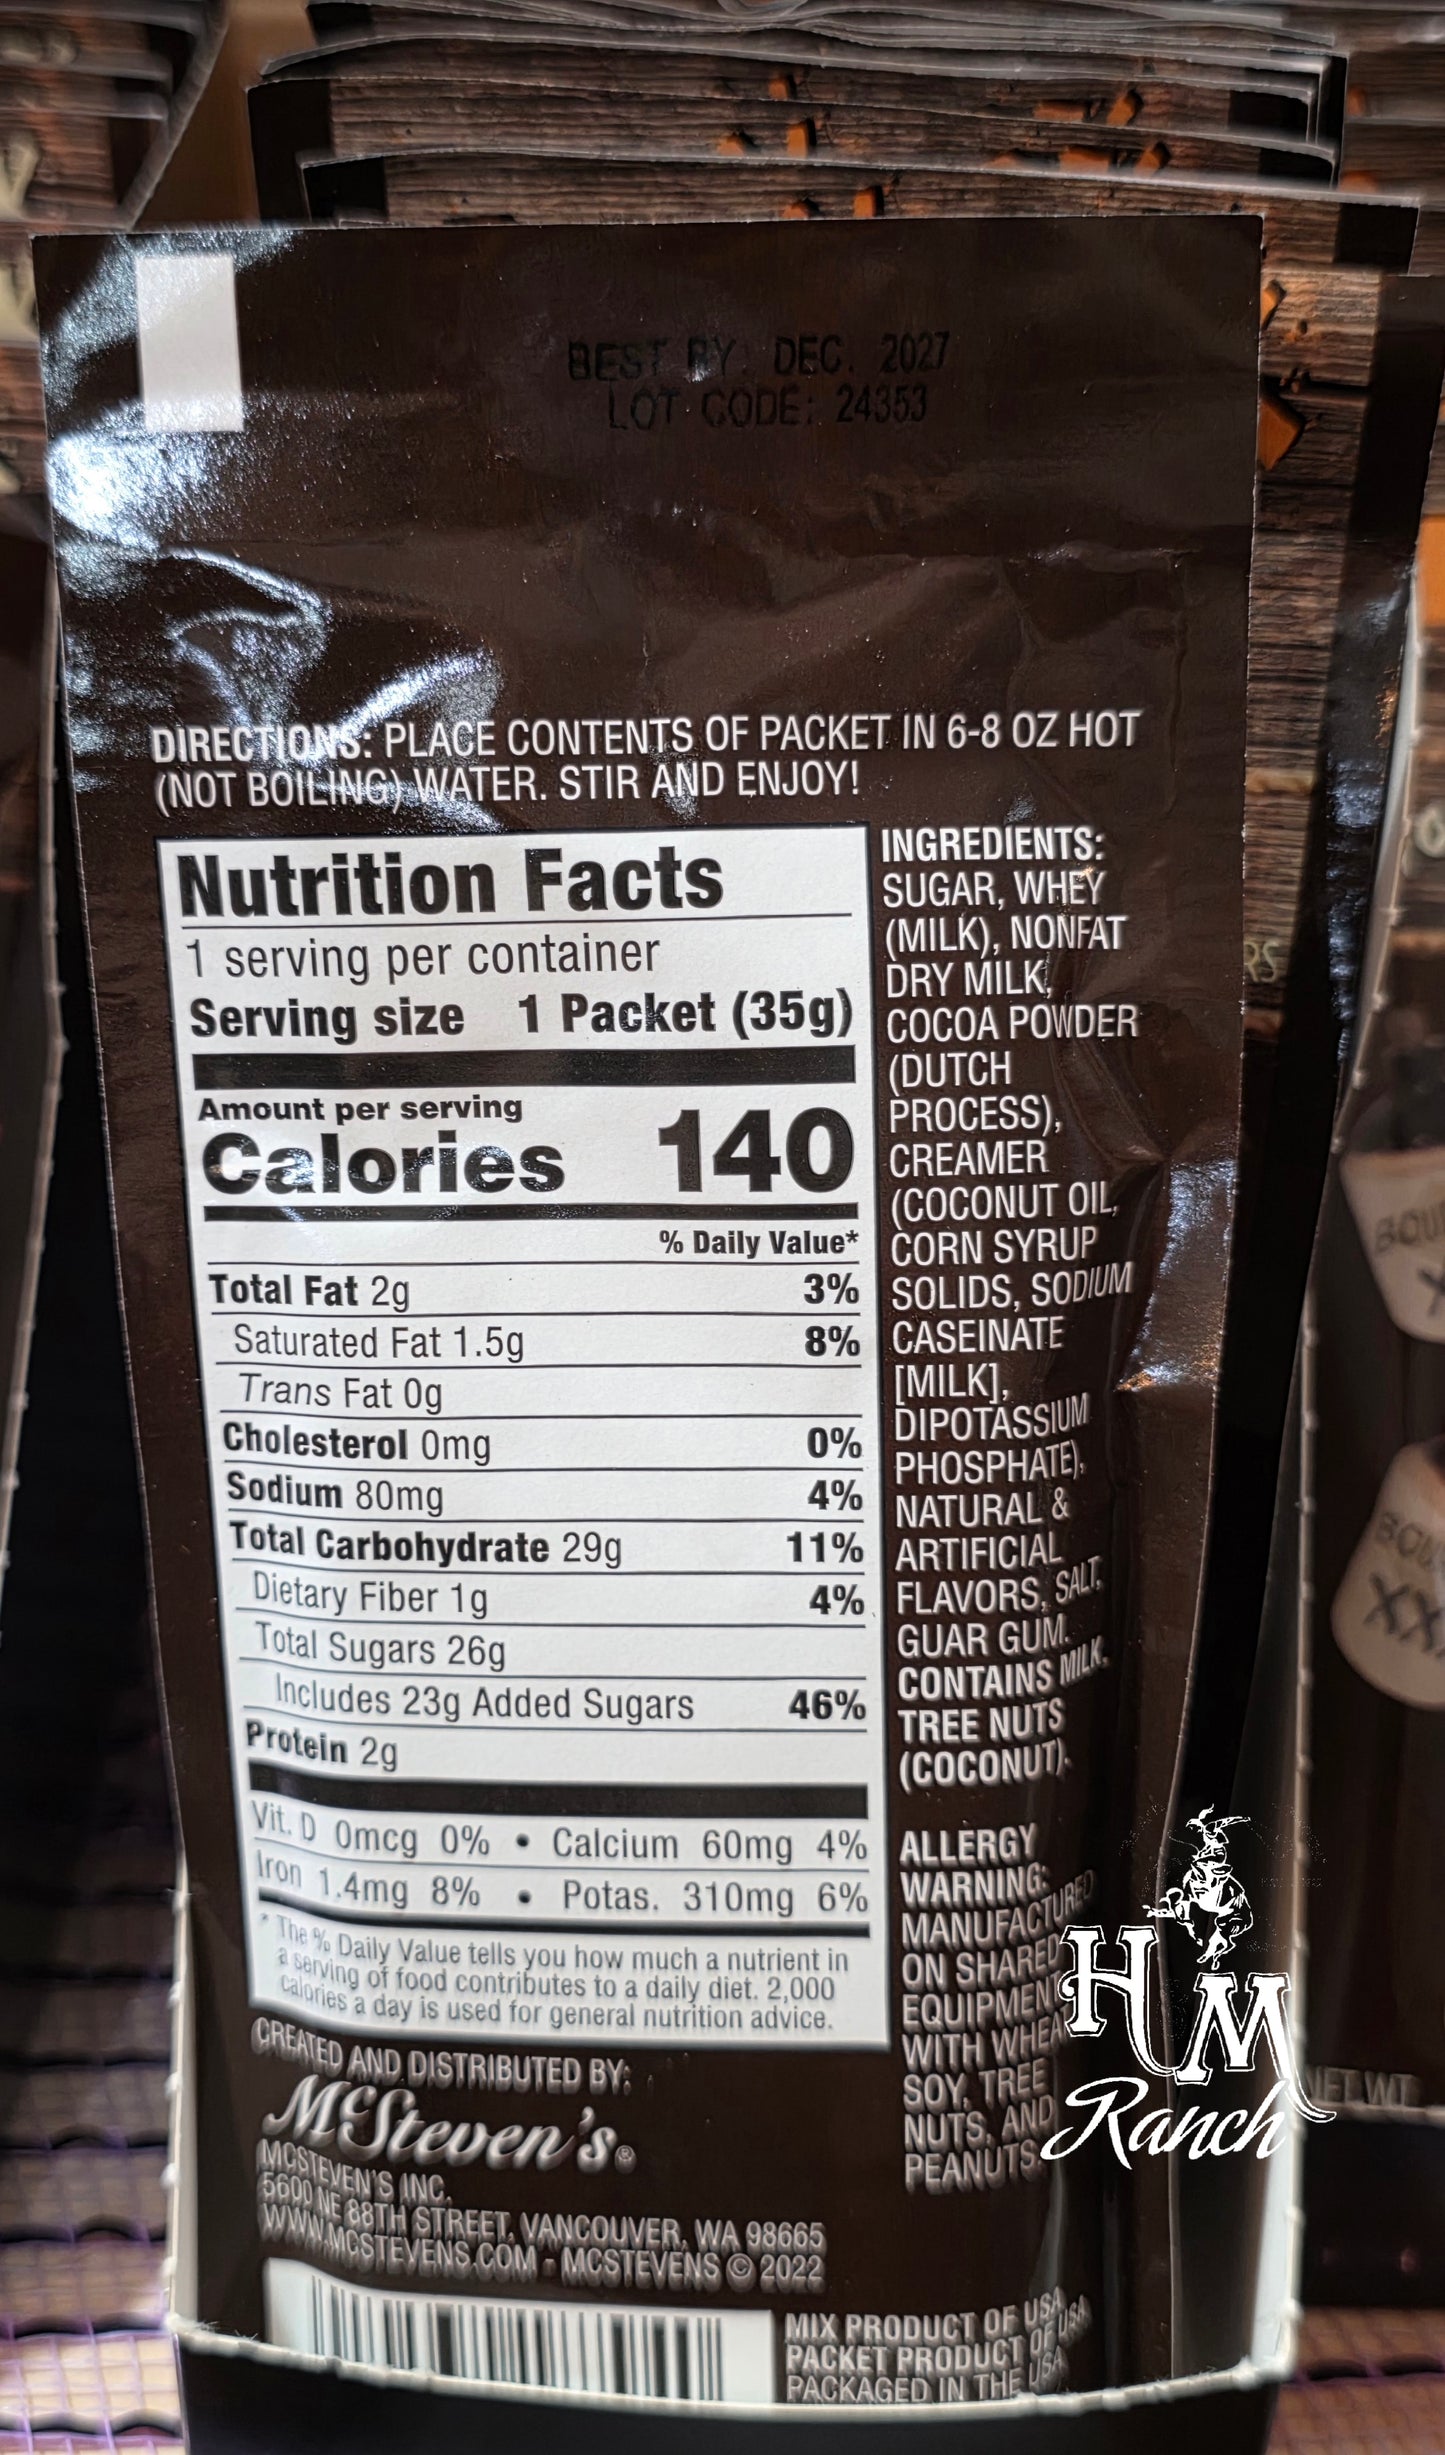 BEST BY: DEC. 2027
LOT CODE: 24353
DIRECTIONS: PLACE CONTENTS OF PACKET IN 6-8 OZ HOT
(NOT BOILING) WATER. STIR AND ENJOY!
Nutrition Facts
1 serving per container
Serving size 1 Packet (35g)
Amount per serving
Calories 140
% Daily Value*
Total Fat 2g 3%
Saturated Fat 1.5g 8%
Trans Fat 0g
Cholesterol 0mg 0%
Sodium 80mg 4%
Total Carbohydrate 29g 11%
Dietary Fiber 1g 4%
Total Sugars 26g
Includes 23g Added Sugars 46%
Protein 2g
Vit. D 0mcg 0% • Calcium 60mg 4%
Iron 1.4mg 8% • Potas. 310mg 6%
* The % Daily Value tells you how much a nutrient in
a serving of food contributes to a daily diet. 2,000
calories a day is used for general nutrition advice.
INGREDIENTS:
SUGAR, WHEY
(MILK), NONFAT
DRY MILK,
COCOA POWDER
(DUTCH
PROCESS),
CREAMER
(COCONUT OIL,
CORN SYRUP
SOLIDS, SODIUM
CASEINATE
[MILK],
DIPOTASSIUM
PHOSPHATE),
NATURAL &
ARTIFICIAL
FLAVORS, SALT,
GUAR GUM.
CONTAINS MILK,
TREE NUTS
(COCONUT).
ALLERGY
WARNING:
MANUFACTURED
ON SHARED
EQUIPMENT
WITH WHEAT
SOY, TREE
NUTS, AND
PEANUTS.
CREATED AND DISTRIBUTED BY:
McSteven's®
MCSTEVEN'S INC.
5600 NE 88TH STREET, VANCOUVER, WA 98665
WWW.MCSTEVENS.COM - MCSTEVENS © 2022
MIX PRODUCT OF USA
PACKET PRODUCT OF USA
PACKAGED IN THE USA
HM
Ranch
NET WT